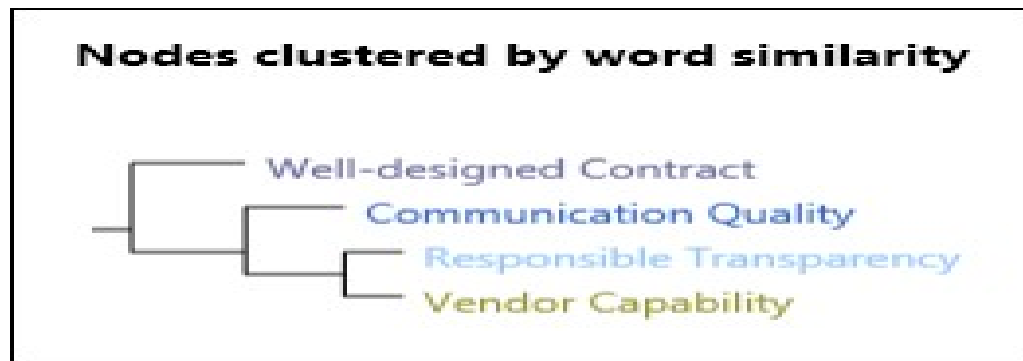 Nodes clustered by word similarity
Well-designed Contract
Communication Quality
Responsible Transparency
Vendor Capability